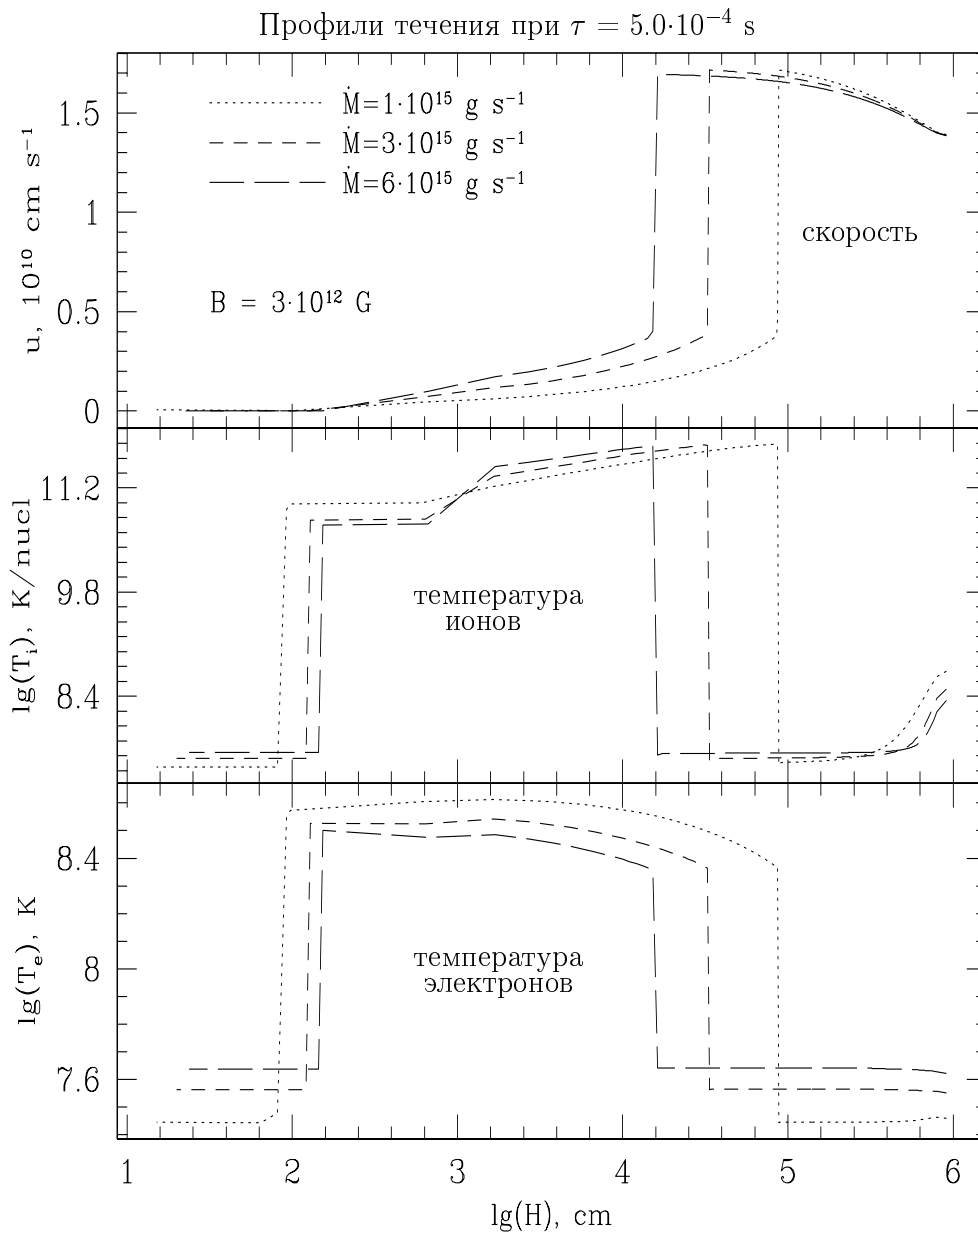 Профили течения при τ = 5.0·10⁻⁴ s
Ṁ=1·10¹⁵ g s⁻¹
Ṁ=3·10¹⁵ g s⁻¹
Ṁ=6·10¹⁵ g s⁻¹
скорость
B = 3·10¹² G
u, 10¹⁰ cm s⁻¹
1.5
1
0.5
0
температура
ионов
lg(Tᵢ), K/nucl
11.2
9.8
8.4
температура
электронов
lg(Tₑ), K
8.4
8
7.6
1 2 3 4 5 6
lg(H), cm